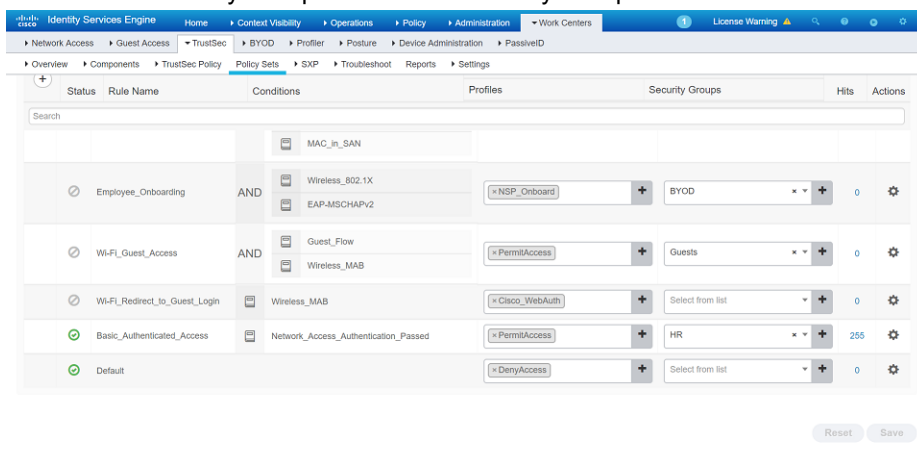 cisco Identity Services Engine Home Context Visibility Operations Policy Administration Work Centers 1 License Warning
Network Access Guest Access TrustSec BYOD Profiler Posture Device Administration PassiveID
Overview Components TrustSec Policy Policy Sets SXP Troubleshoot Reports Settings
+ Status Rule Name Conditions Profiles Security Groups Hits Actions
Search
MAC_in_SAN
Employee_Onboarding AND Wireless_802.1X EAP-MSCHAPv2 × NSP_Onboard + BYOD × + 0
Wi-Fi_Guest_Access AND Guest_Flow Wireless_MAB × PermitAccess + Guests × + 0
Wi-Fi_Redirect_to_Guest_Login Wireless_MAB × Cisco_WebAuth + Select from list + 0
Basic_Authenticated_Access Network_Access_Authentication_Passed × PermitAccess + HR × + 255
Default × DenyAccess + Select from list + 0
Reset Save